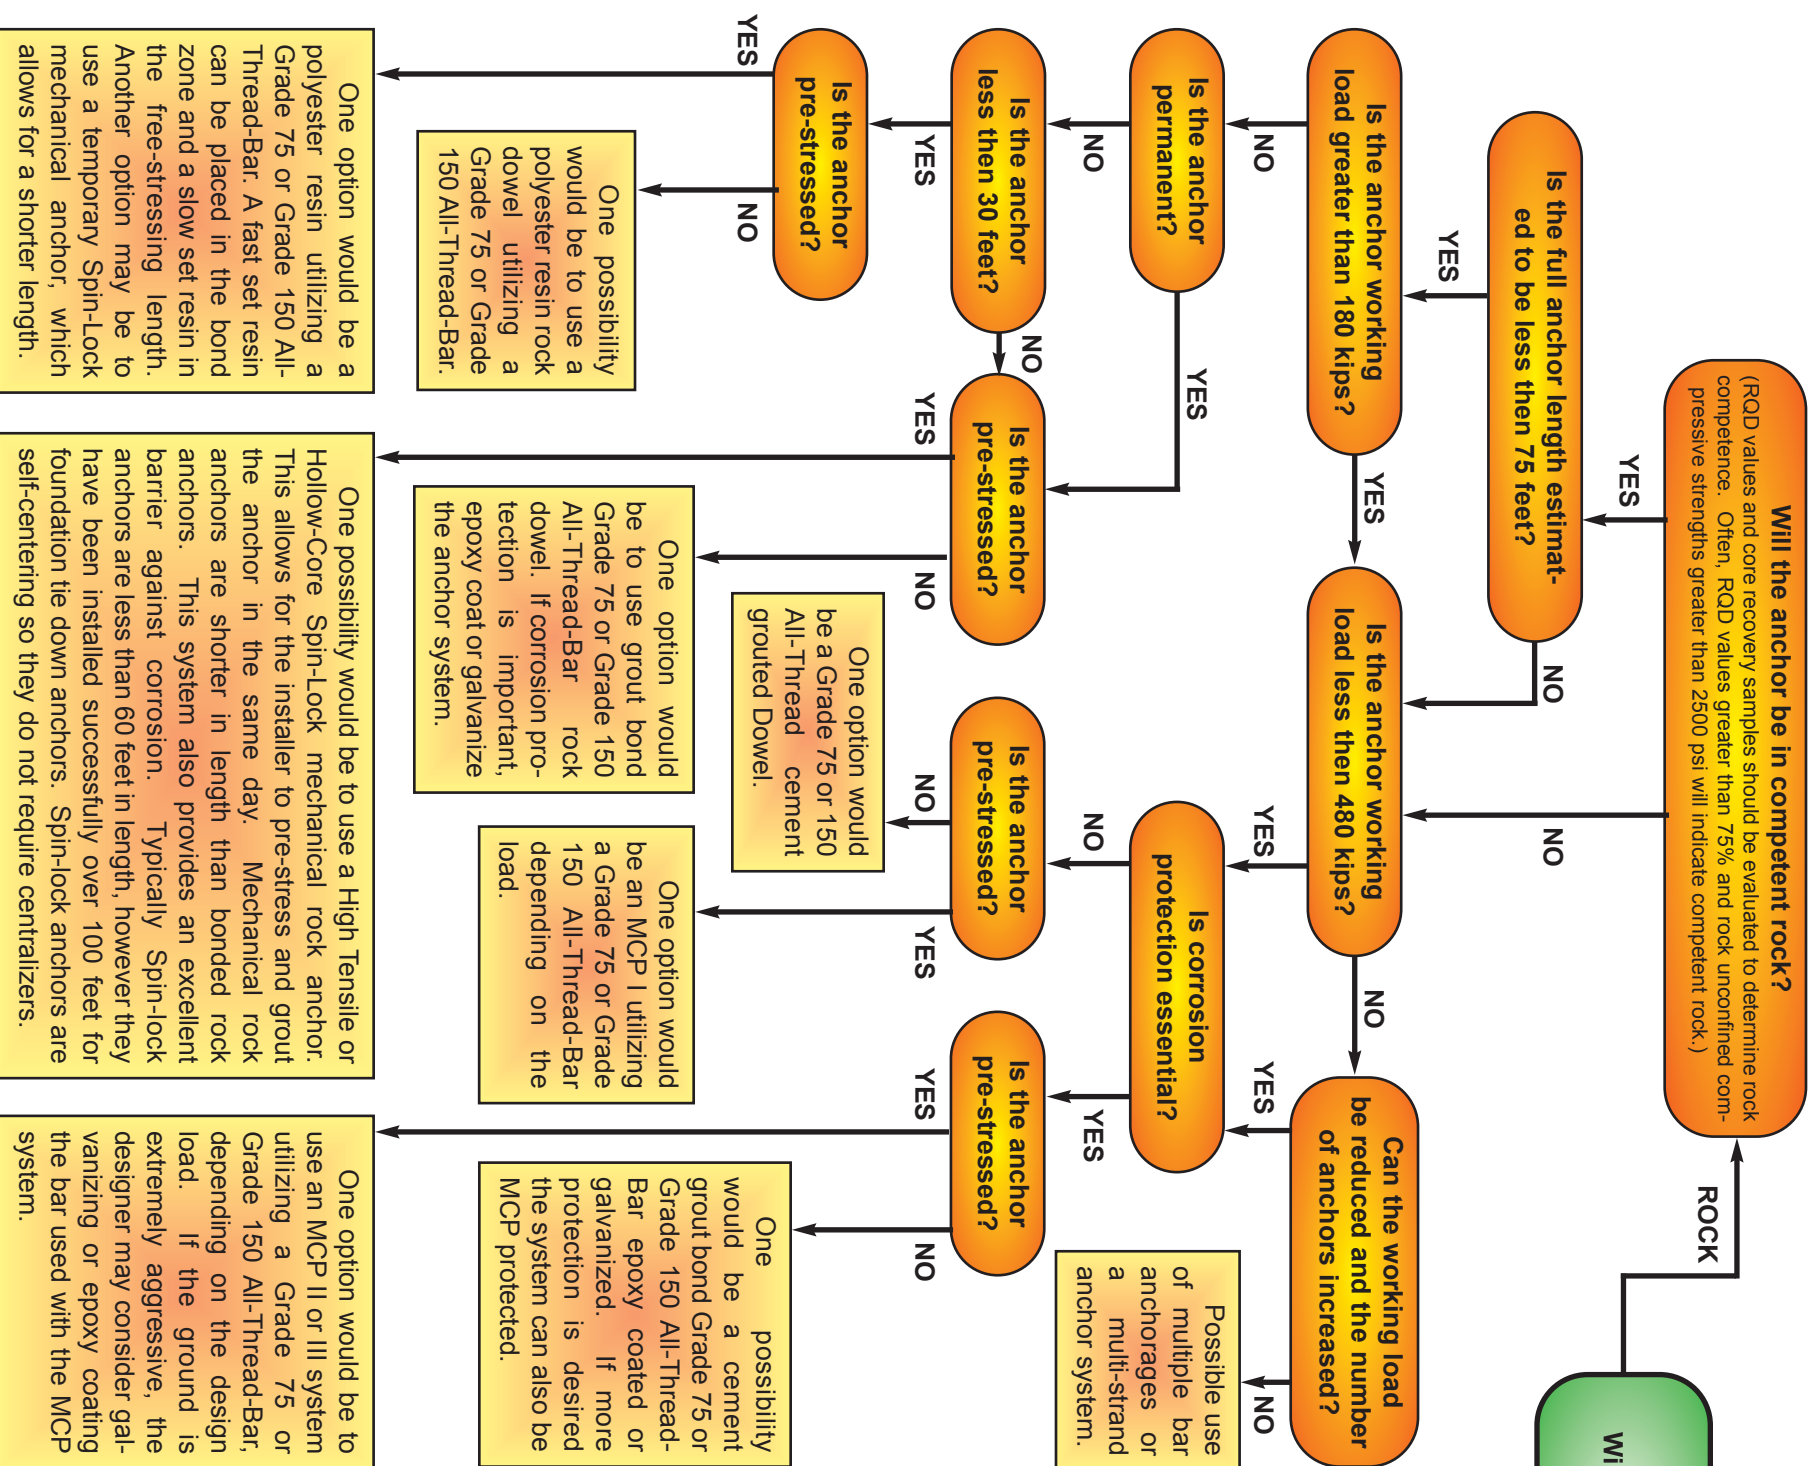 Will the anchor be in competent rock?
(RQD values and core recovery samples should be evaluated to determine rock
competence. Often, RQD values greater than 75% and rock unconfined com-
pressive strengths greater than 2500 psi will indicate competent rock.)
ROCK
Wi
YES
NO
Is the full anchor length estimat-
ed to be less then 75 feet?
YES
NO
Is the anchor working
load greater than 180 kips?
YES
NO
Is the anchor working
load less then 480 kips?
NO
YES
Can the working load
be reduced and the number
of anchors increased?
YES
NO
Possible use
of multiple bar
anchorages or
a multi-strand
anchor system.
Is the anchor
permanent?
NO
YES
Is corrosion
protection essential?
NO
YES
Is the anchor
less then 30 feet?
YES
NO
Is the anchor
pre-stressed?
YES
NO
Is the anchor
pre-stessed?
NO
YES
Is the anchor
pre-stressed?
YES
NO
Is the anchor
pre-stressed?
YES
NO
One possibility
would be to use a
polyester resin rock
dowel utilizing a
Grade 75 or Grade
150 All-Thread-Bar.
One option would
be to use grout bond
Grade 75 or Grade 150
All-Thread-Bar rock
dowel. If corrosion pro-
tection is important,
epoxy coat or galvanize
the anchor system.
One option would
be a Grade 75 or 150
All-Thread cement
grouted Dowel.
One option would
be an MCP I utilizing
a Grade 75 or Grade
150 All-Thread-Bar
depending on the
load.
One possibility
would be a cement
grout bond Grade 75 or
Grade 150 All-Thread-
Bar epoxy coated or
galvanized. If more
protection is desired
the system can also be
MCP protected.
One option would be a
polyester resin utilizing a
Grade 75 or Grade 150 All-
Thread-Bar. A fast set resin
can be placed in the bond
zone and a slow set resin in
the free-stressing length.
Another option may be to
use a temporary Spin-Lock
mechanical anchor, which
allows for a shorter length.
One possibility would be to use a High Tensile or
Hollow-Core Spin-Lock mechanical rock anchor.
This allows for the installer to pre-stress and grout
the anchor in the same day. Mechanical rock
anchors are shorter in length than bonded rock
anchors. This system also provides an excellent
barrier against corrosion. Typically Spin-lock
anchors are less than 60 feet in length, however they
have been installed successfully over 100 feet for
foundation tie down anchors. Spin-lock anchors are
self-centering so they do not require centralizers.
One option would be to
use an MCP II or III system
utilizing a Grade 75 or
Grade 150 All-Thread-Bar,
depending on the design
load. If the ground is
extremely aggressive, the
designer may consider gal-
vanizing or epoxy coating
the bar used with the MCP
system.